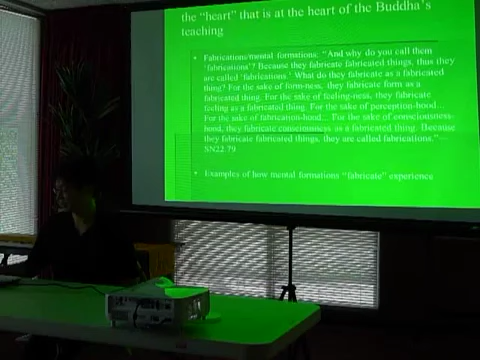 the “heart” that is at the heart of the Buddha’s
teaching
• Fabrications/mental formations: “And why do you call them
‘fabrications’? Because they fabricate fabricated things, thus they
are called ‘fabrications.’ What do they fabricate as a fabricated
thing? For the sake of form-ness, they fabricate form as a
fabricated thing. For the sake of feeling-ness, they fabricate
feeling as a fabricated thing. For the sake of perception-hood...
For the sake of fabrication-hood... For the sake of consciousness-
hood, they fabricate consciousness as a fabricated thing. Because
they fabricate fabricated things, they are called fabrications.”—
SN22.79
• Examples of how mental formations “fabricate” experience